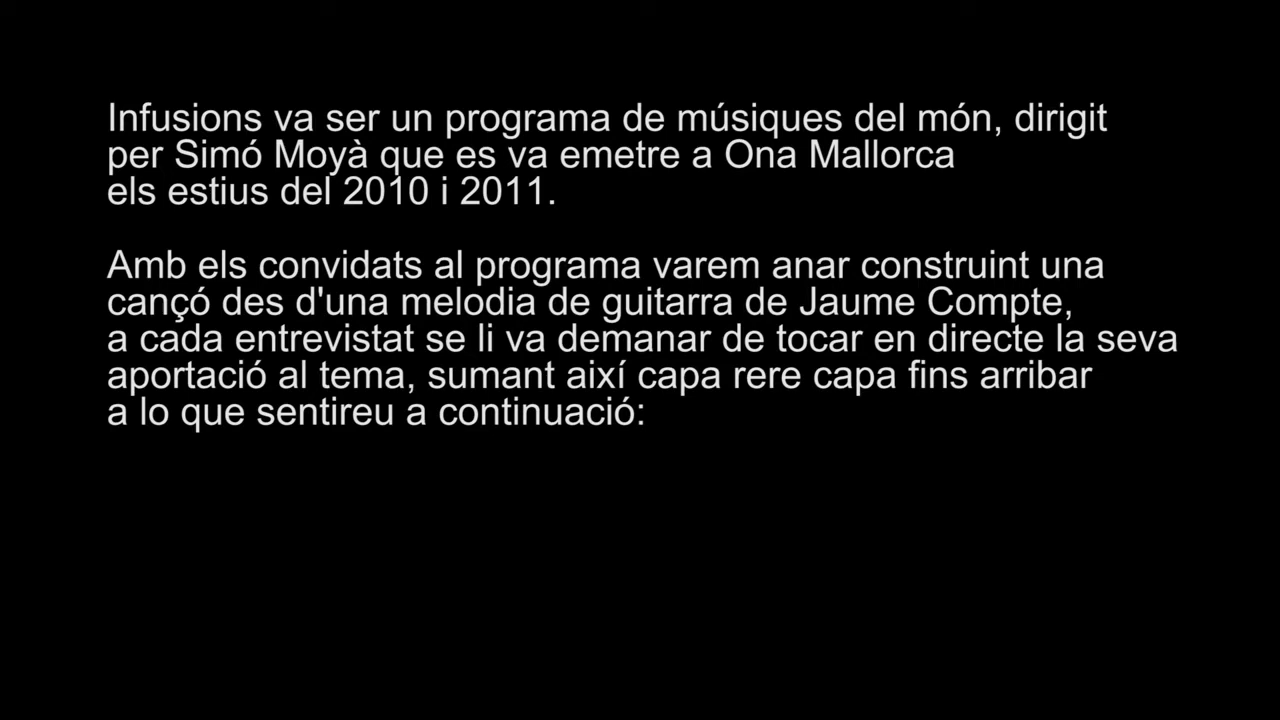 Infusions va ser un programa de músiques del món, dirigit
per Simó Moyà que es va emetre a Ona Mallorca
els estius del 2010 i 2011.
Amb els convidats al programa varem anar construint una
cançó des d'una melodia de guitarra de Jaume Compte,
a cada entrevistat se li va demanar de tocar en directe la seva
aportació al tema, sumant així capa rere capa fins arribar
a lo que sentireu a continuació: